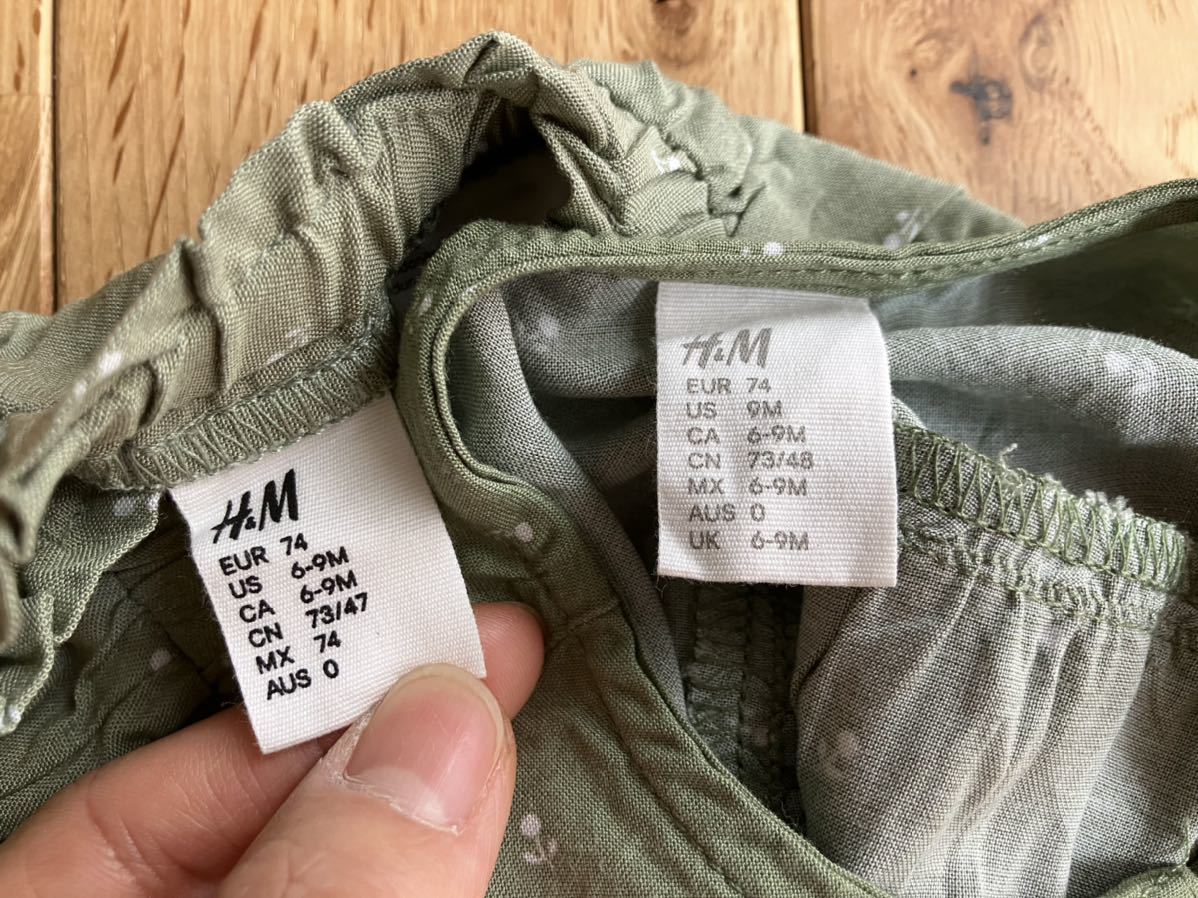 H&M
EUR 74
US 6-9M
CA 6-9M
CN 73/47
MX 74
AUS 0
H&M
EUR 74
US 9M
CA 6-9M
CN 73/48
MX 6-9M
AUS 0
UK 6-9M